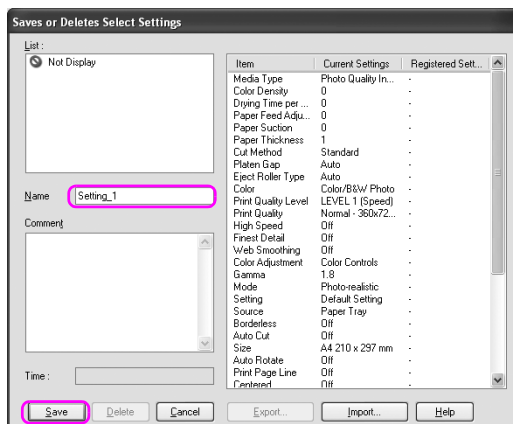 Saves or Deletes Select Settings
List :
Not Display
Name
Setting_1
Comment
Time :
Item Current Settings Registered Sett...
Media Type Photo Quality In... -
Color Density 0 -
Drying Time per ... 0 -
Paper Feed Adju... 0 -
Paper Suction 0 -
Paper Thickness 1 -
Cut Method Standard -
Platen Gap Auto -
Eject Roller Type Auto -
Color Color/B&W Photo -
Print Quality Level LEVEL 1 (Speed) -
Print Quality Normal - 360x72... -
High Speed Off -
Finest Detail Off -
Web Smoothing Off -
Color Adjustment Color Controls -
Gamma 1.8 -
Mode Photo-realistic -
Setting Default Setting -
Source Paper Tray -
Borderless Off -
Auto Cut Off -
Size A4 210 x 297 mm -
Auto Rotate Off -
Print Page Line Off -
Centered Off -
Save Delete Cancel Export... Import... Help